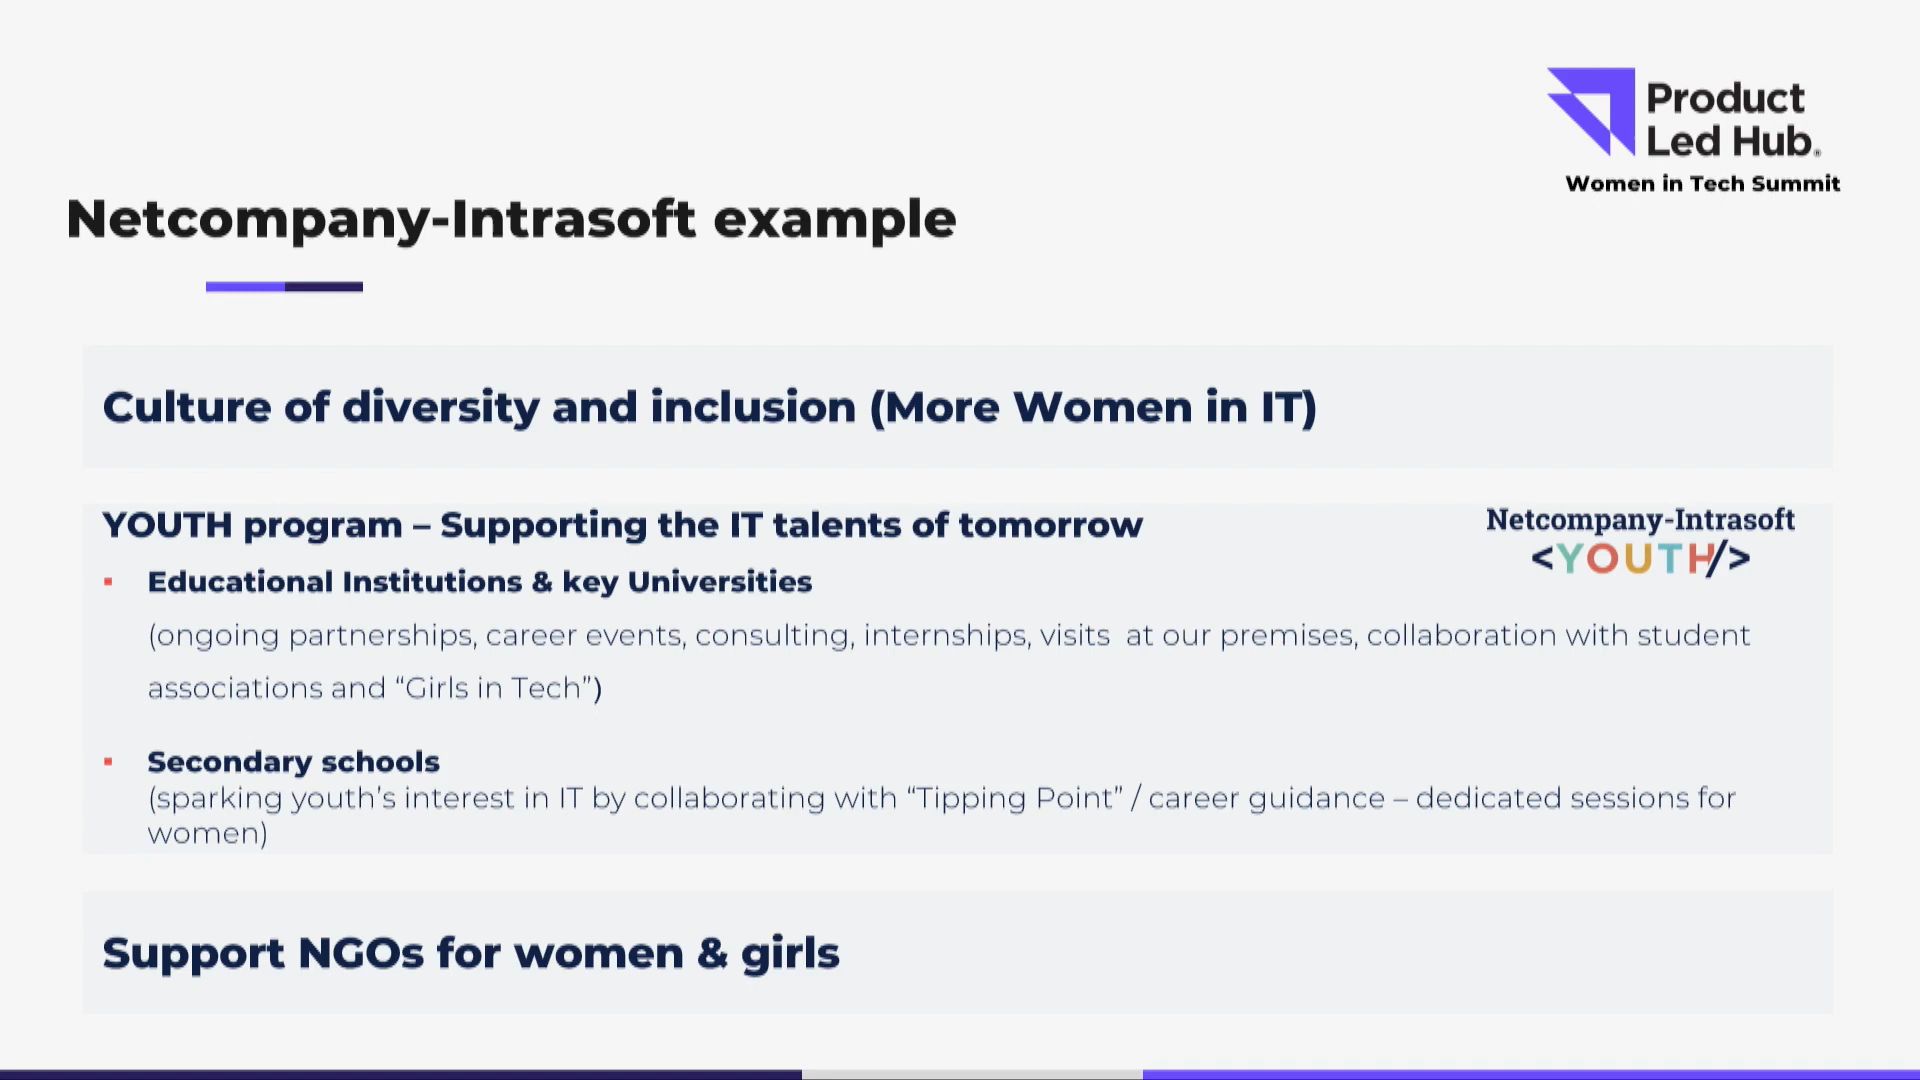 Product
Led Hub®
Women in Tech Summit
Netcompany-Intrasoft example
Culture of diversity and inclusion (More Women in IT)
YOUTH program – Supporting the IT talents of tomorrow
Netcompany-Intrasoft
<YOUTH/>
▪ Educational Institutions & key Universities
(ongoing partnerships, career events, consulting, internships, visits at our premises, collaboration with student
associations and “Girls in Tech”)
▪ Secondary schools
(sparking youth’s interest in IT by collaborating with “Tipping Point” / career guidance – dedicated sessions for
women)
Support NGOs for women & girls